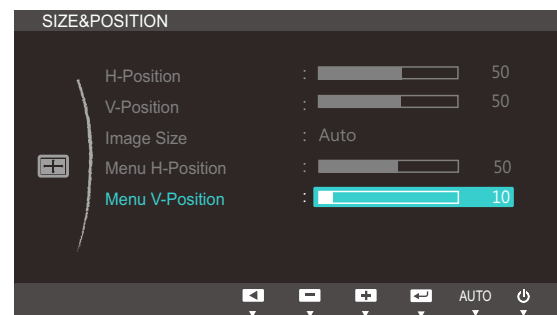 SIZE&POSITION
H-Position : 50
V-Position : 50
Image Size : Auto
Menu H-Position : 50
Menu V-Position : 10
AUTO